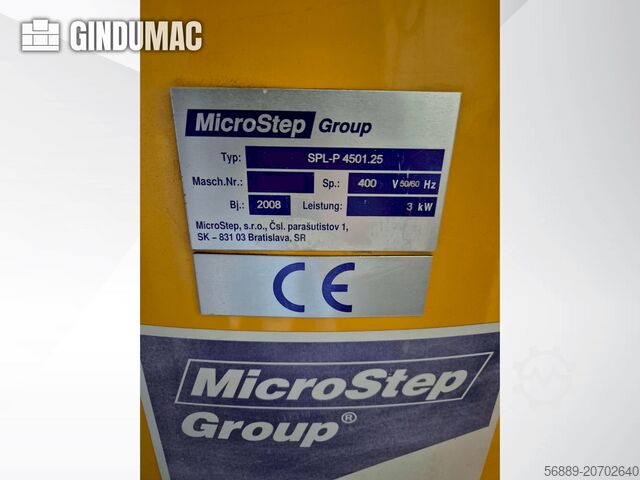 GINDUMAC
MicroStep Group
Typ: SPL-P 4501.25
Masch.Nr.: Sp.: 400 V 50/60 Hz
Bj.: 2008 Leistung: 3 kW
MicroStep, s.r.o., Čsl. parašutistov 1,
SK – 831 03 Bratislava, SR
CE
MicroStep
Group®
56889-20702640